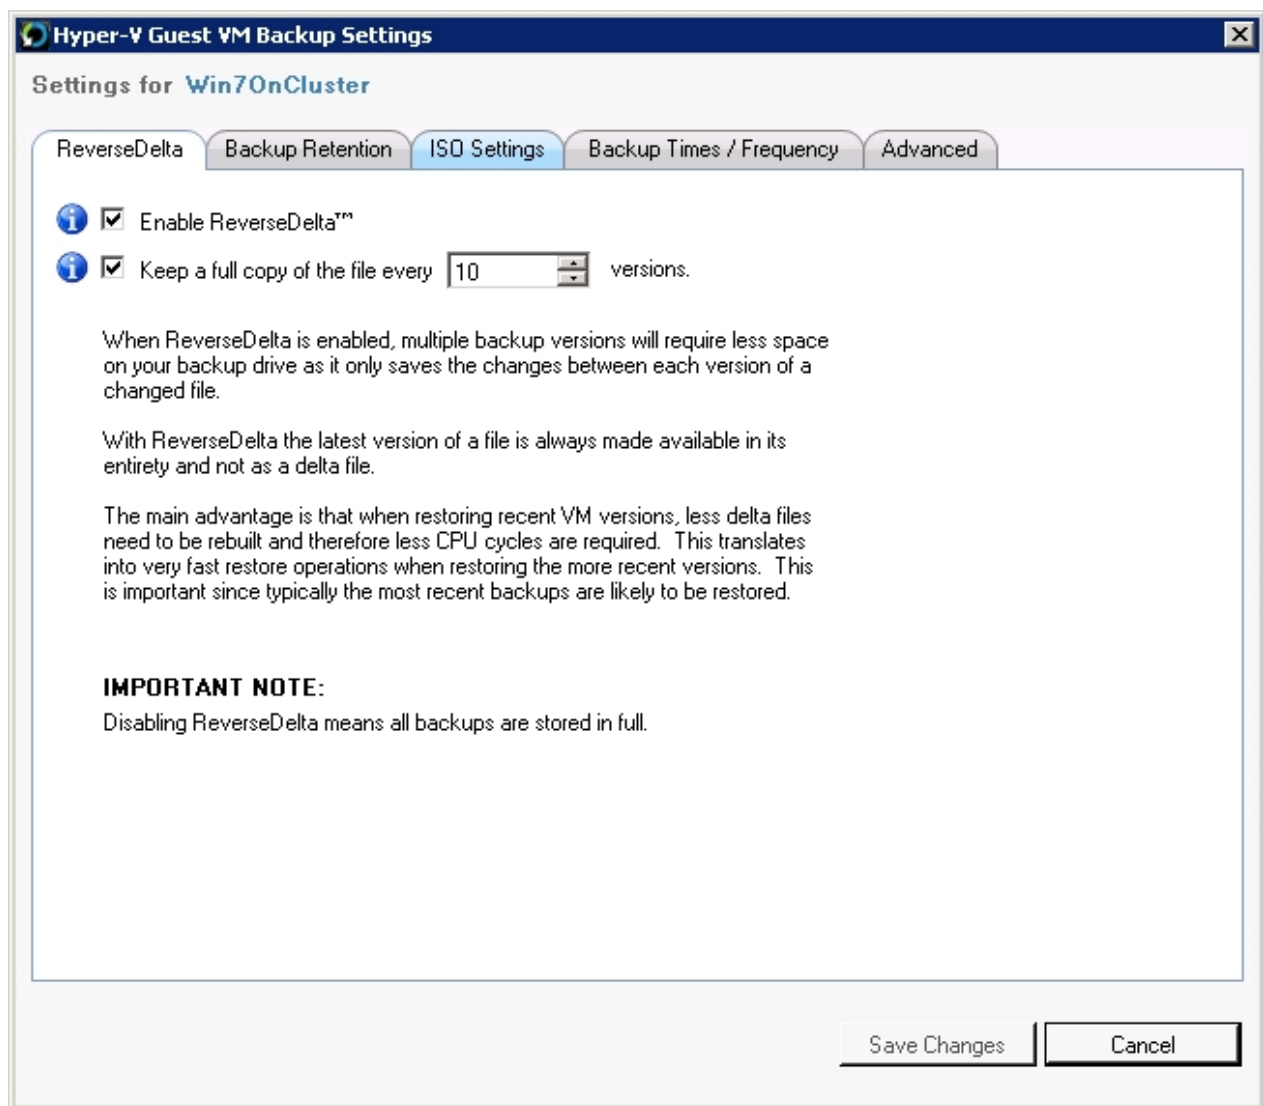 Hyper-V Guest VM Backup Settings
Settings for Win7OnCluster
ReverseDelta Backup Retention ISO Settings Backup Times / Frequency Advanced
Enable ReverseDelta™
Keep a full copy of the file every 10 versions.
When ReverseDelta is enabled, multiple backup versions will require less space
on your backup drive as it only saves the changes between each version of a
changed file.
With ReverseDelta the latest version of a file is always made available in its
entirety and not as a delta file.
The main advantage is that when restoring recent VM versions, less delta files
need to be rebuilt and therefore less CPU cycles are required. This translates
into very fast restore operations when restoring the more recent versions. This
is important since typically the most recent backups are likely to be restored.
IMPORTANT NOTE:
Disabling ReverseDelta means all backups are stored in full.
Save Changes Cancel